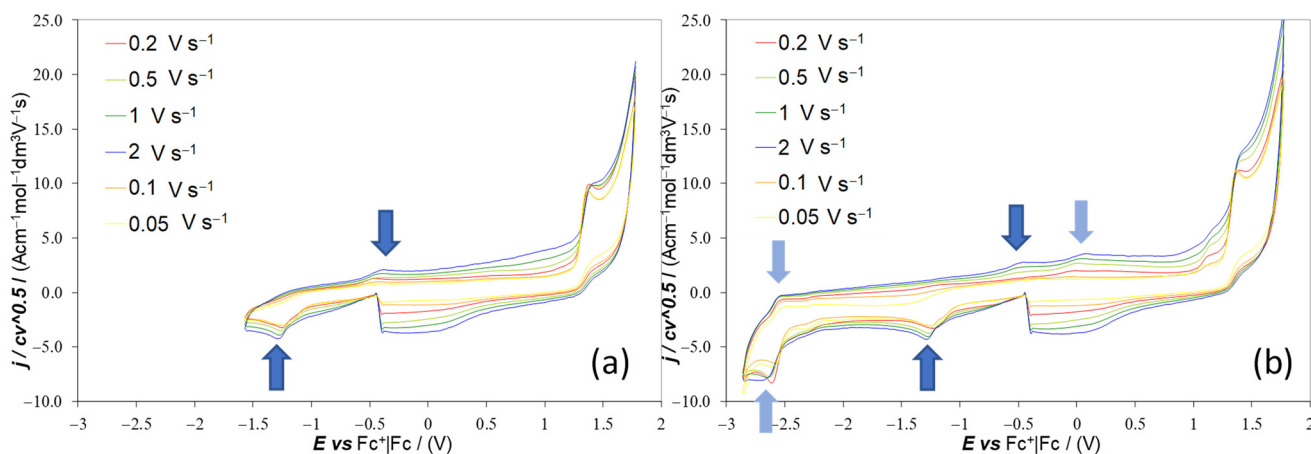 25.0
20.0
15.0
10.0
5.0
0.0
−5.0
−10.0
j / cv^0.5 / (Acm⁻¹mol⁻¹dm³V⁻¹s)
0.2 V s⁻¹
0.5 V s⁻¹
1 V s⁻¹
2 V s⁻¹
0.1 V s⁻¹
0.05 V s⁻¹
(a)
−3 −2.5 −2 −1.5 −1 −0.5 0 0.5 1 1.5 2
E vs Fc⁺|Fc / (V)
25.0
20.0
15.0
10.0
5.0
0.0
−5.0
−10.0
j / cv^0.5 / (Acm⁻¹mol⁻¹dm³V⁻¹s)
0.2 V s⁻¹
0.5 V s⁻¹
1 V s⁻¹
2 V s⁻¹
0.1 V s⁻¹
0.05 V s⁻¹
(b)
−3 −2.5 −2 −1.5 −1 −0.5 0 0.5 1 1.5 2
E vs Fc⁺|Fc / (V)